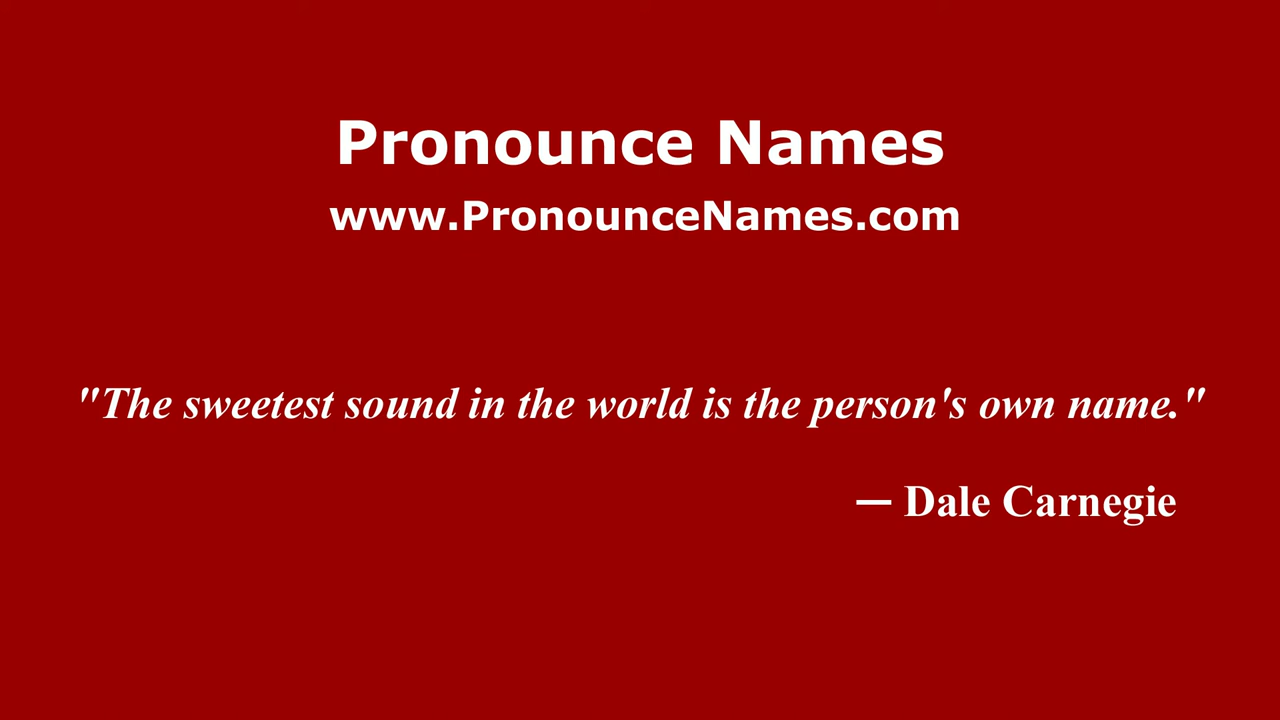 Pronounce Names
www.PronounceNames.com
"The sweetest sound in the world is the person's own name."
— Dale Carnegie